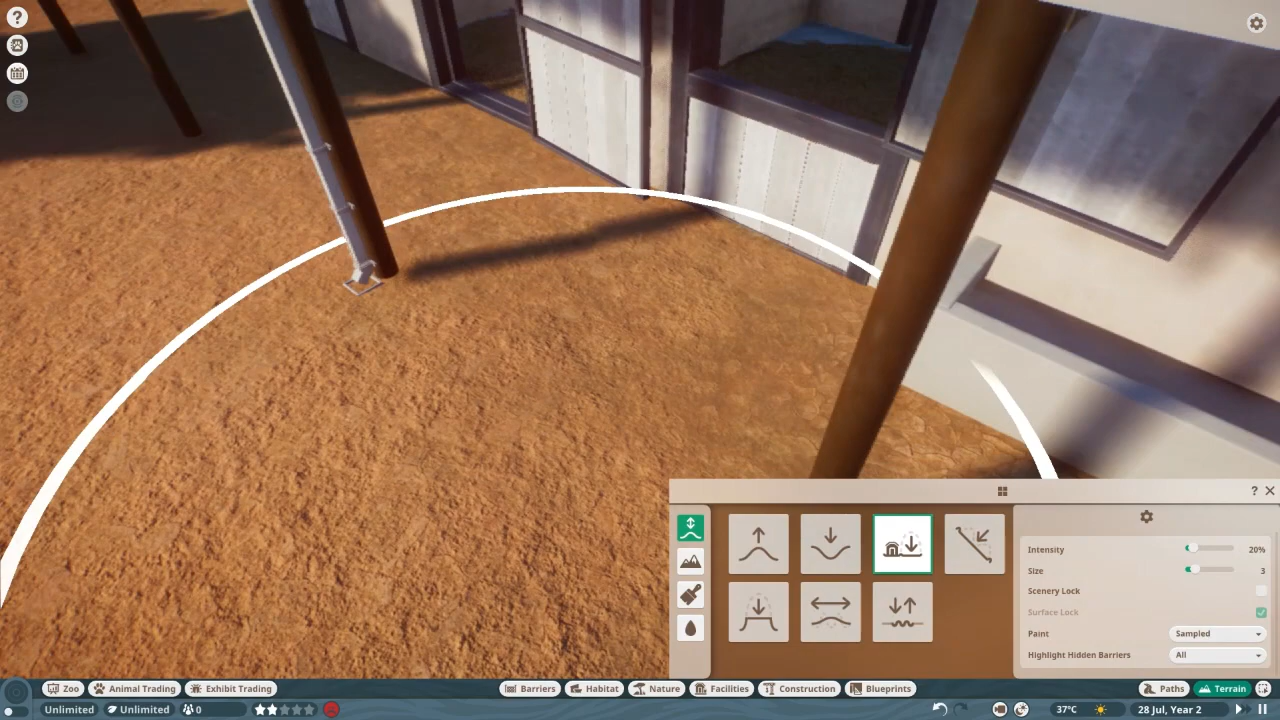 ?
?
Intensity 20%
Size 3
Scenery Lock
Surface Lock
Paint Sampled
Highlight Hidden Barriers All
Zoo Animal Trading Exhibit Trading Barriers Habitat Nature Facilities Construction Blueprints Paths Terrain
Unlimited Unlimited 0 37°C 28 Jul, Year 2